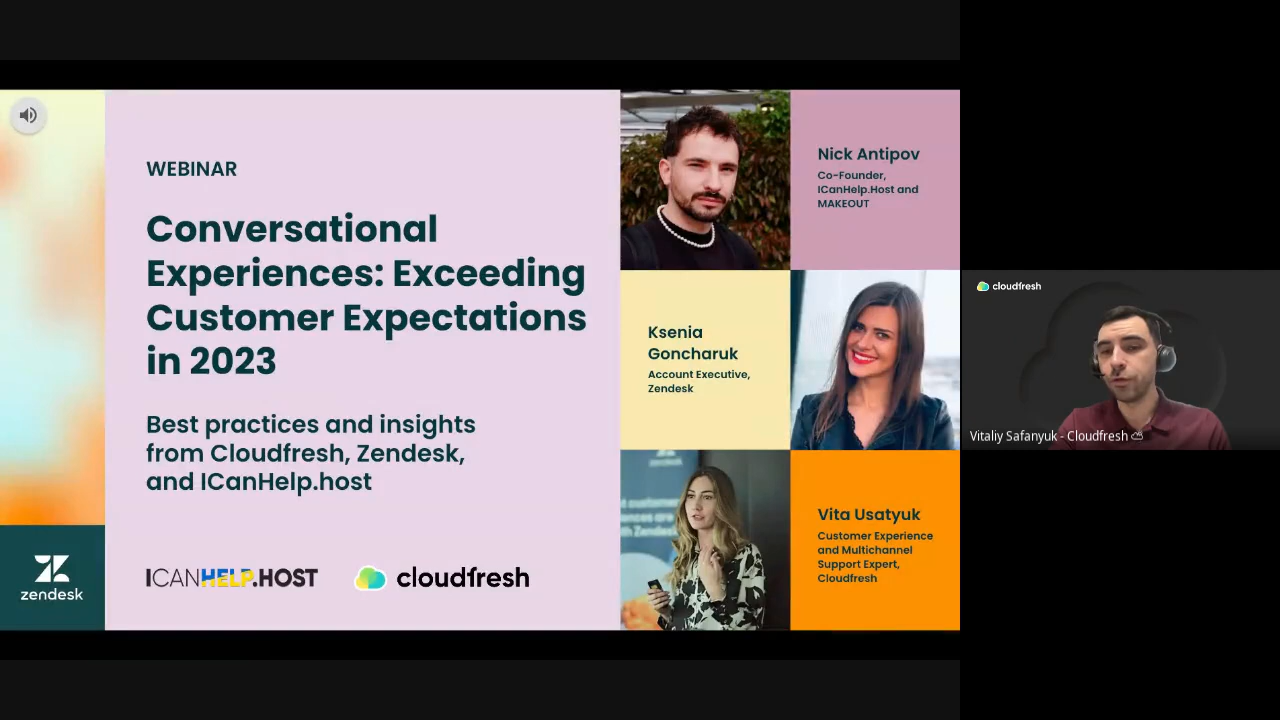 WEBINAR
Conversational
Experiences: Exceeding
Customer Expectations
in 2023
Best practices and insights
from Cloudfresh, Zendesk,
and ICanHelp.host
zendesk
ICANHELP.HOST
cloudfresh
Nick Antipov
Co-Founder,
ICanHelp.Host and
MAKEOUT
Ksenia
Goncharuk
Account Executive,
Zendesk
Vita Usatyuk
Customer Experience
and Multichannel
Support Expert,
Cloudfresh
cloudfresh
Vitaliy Safanyuk - Cloudfresh